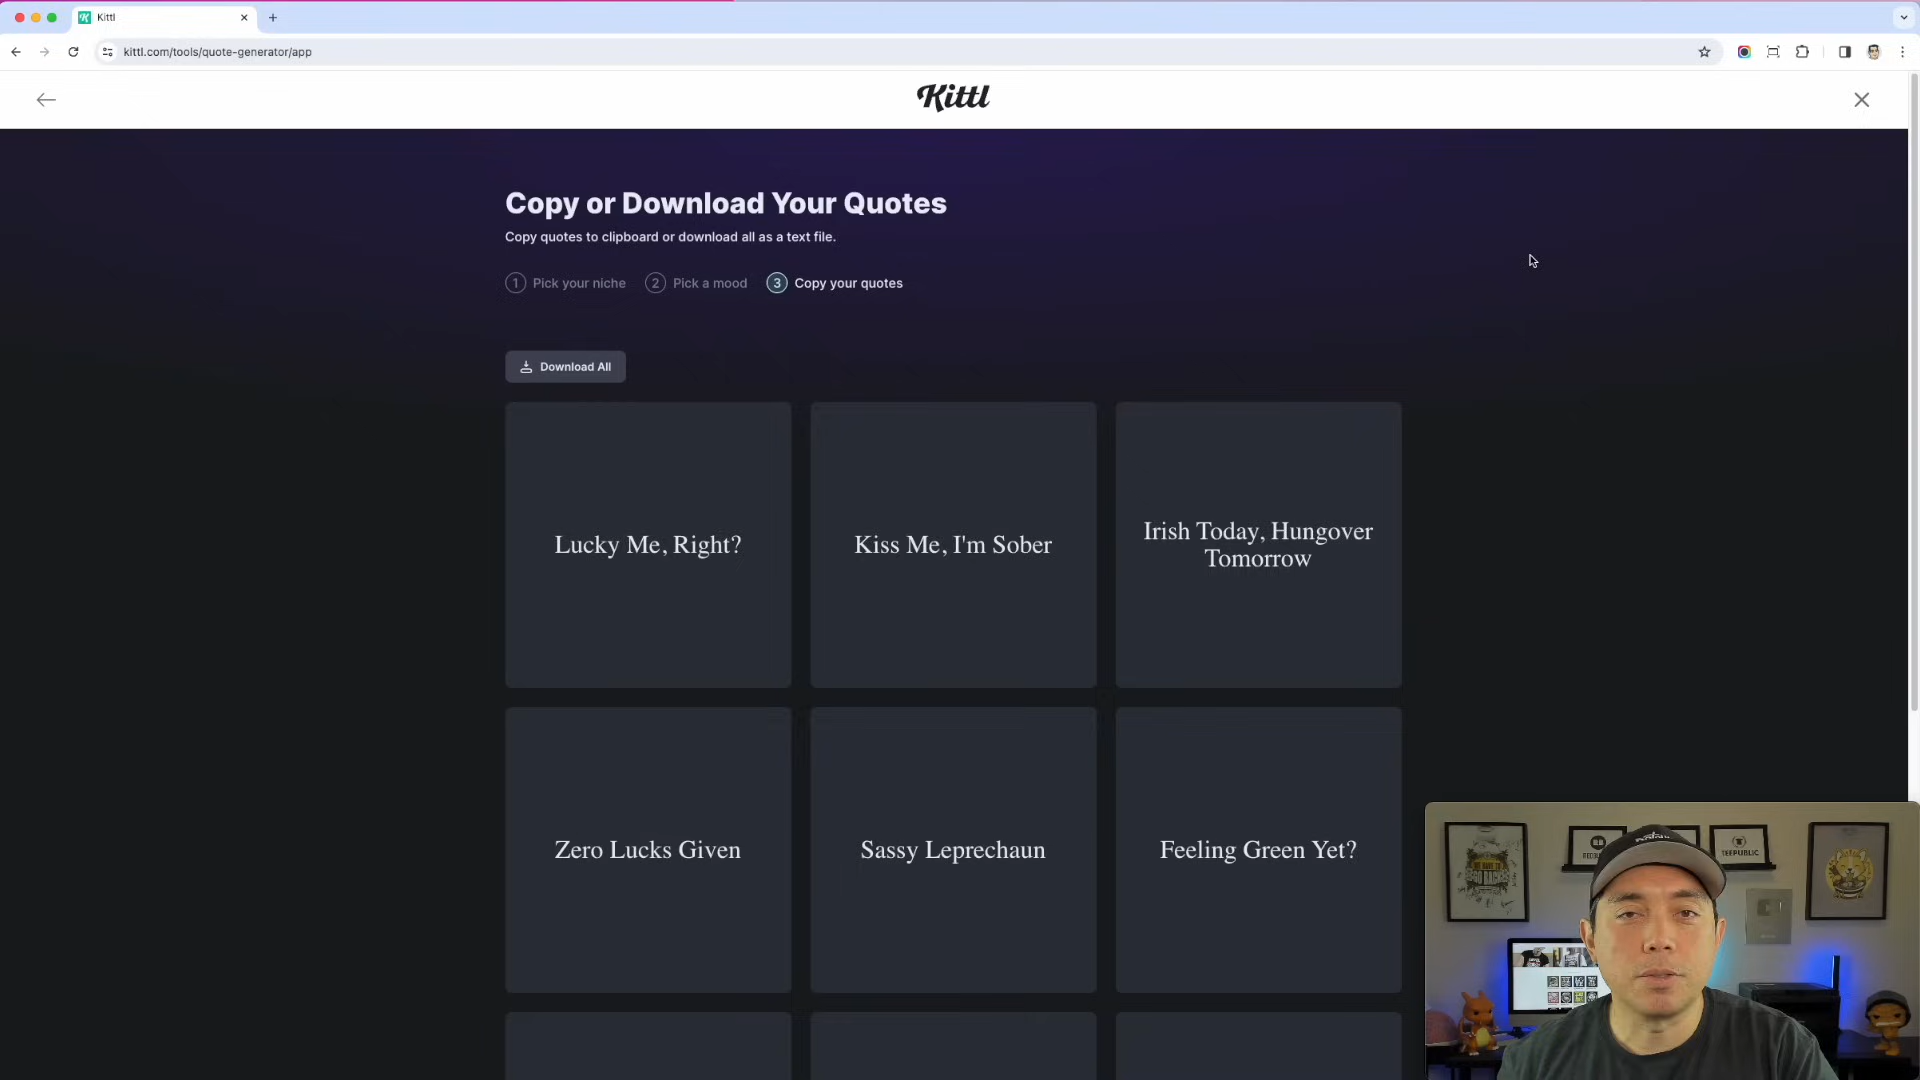 Kittl
kittl.com/tools/quote-generator/app
Kittl
Copy or Download Your Quotes
Copy quotes to clipboard or download all as a text file.
1 Pick your niche 2 Pick a mood 3 Copy your quotes
Download All
Lucky Me, Right?
Kiss Me, I'm Sober
Irish Today, Hungover
Tomorrow
Zero Lucks Given
Sassy Leprechaun
Feeling Green Yet?
TEEPUBLIC